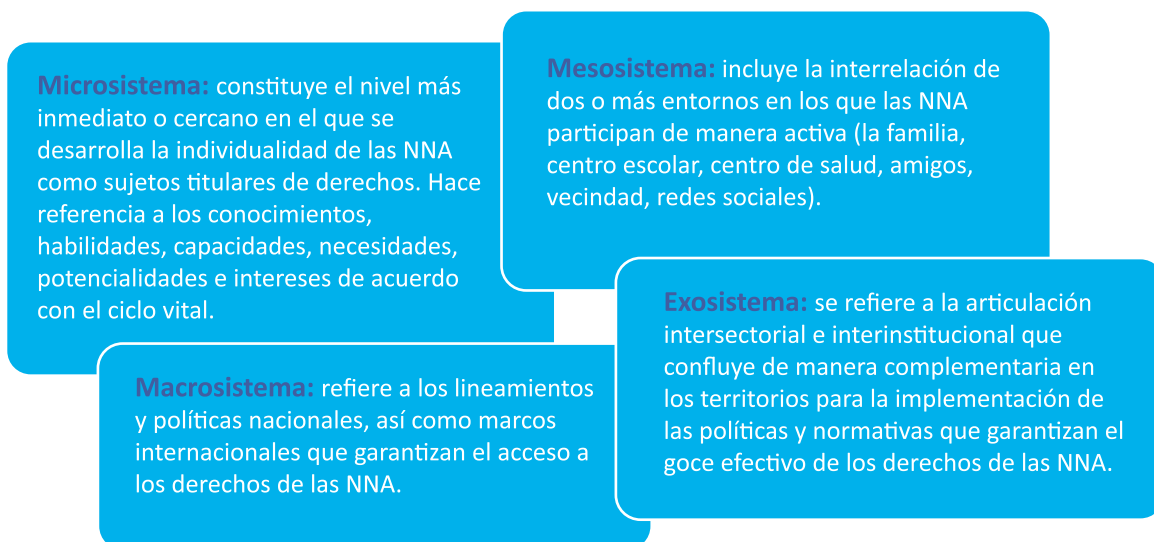 Microsistema: constituye el nivel más
inmediato o cercano en el que se
desarrolla la individualidad de las NNA
como sujetos titulares de derechos. Hace
referencia a los conocimientos,
habilidades, capacidades, necesidades,
potencialidades e intereses de acuerdo
con el ciclo vital.
Mesosistema: incluye la interrelación de
dos o más entornos en los que las NNA
participan de manera activa (la familia,
centro escolar, centro de salud, amigos,
vecindad, redes sociales).
Exosistema: se refiere a la articulación
intersectorial e interinstitucional que
confluye de manera complementaria en
los territorios para la implementación de
las políticas y normativas que garantizan el
goce efectivo de los derechos de las NNA.
Macrosistema: refiere a los lineamientos
y políticas nacionales, así como marcos
internacionales que garantizan el acceso a
los derechos de las NNA.